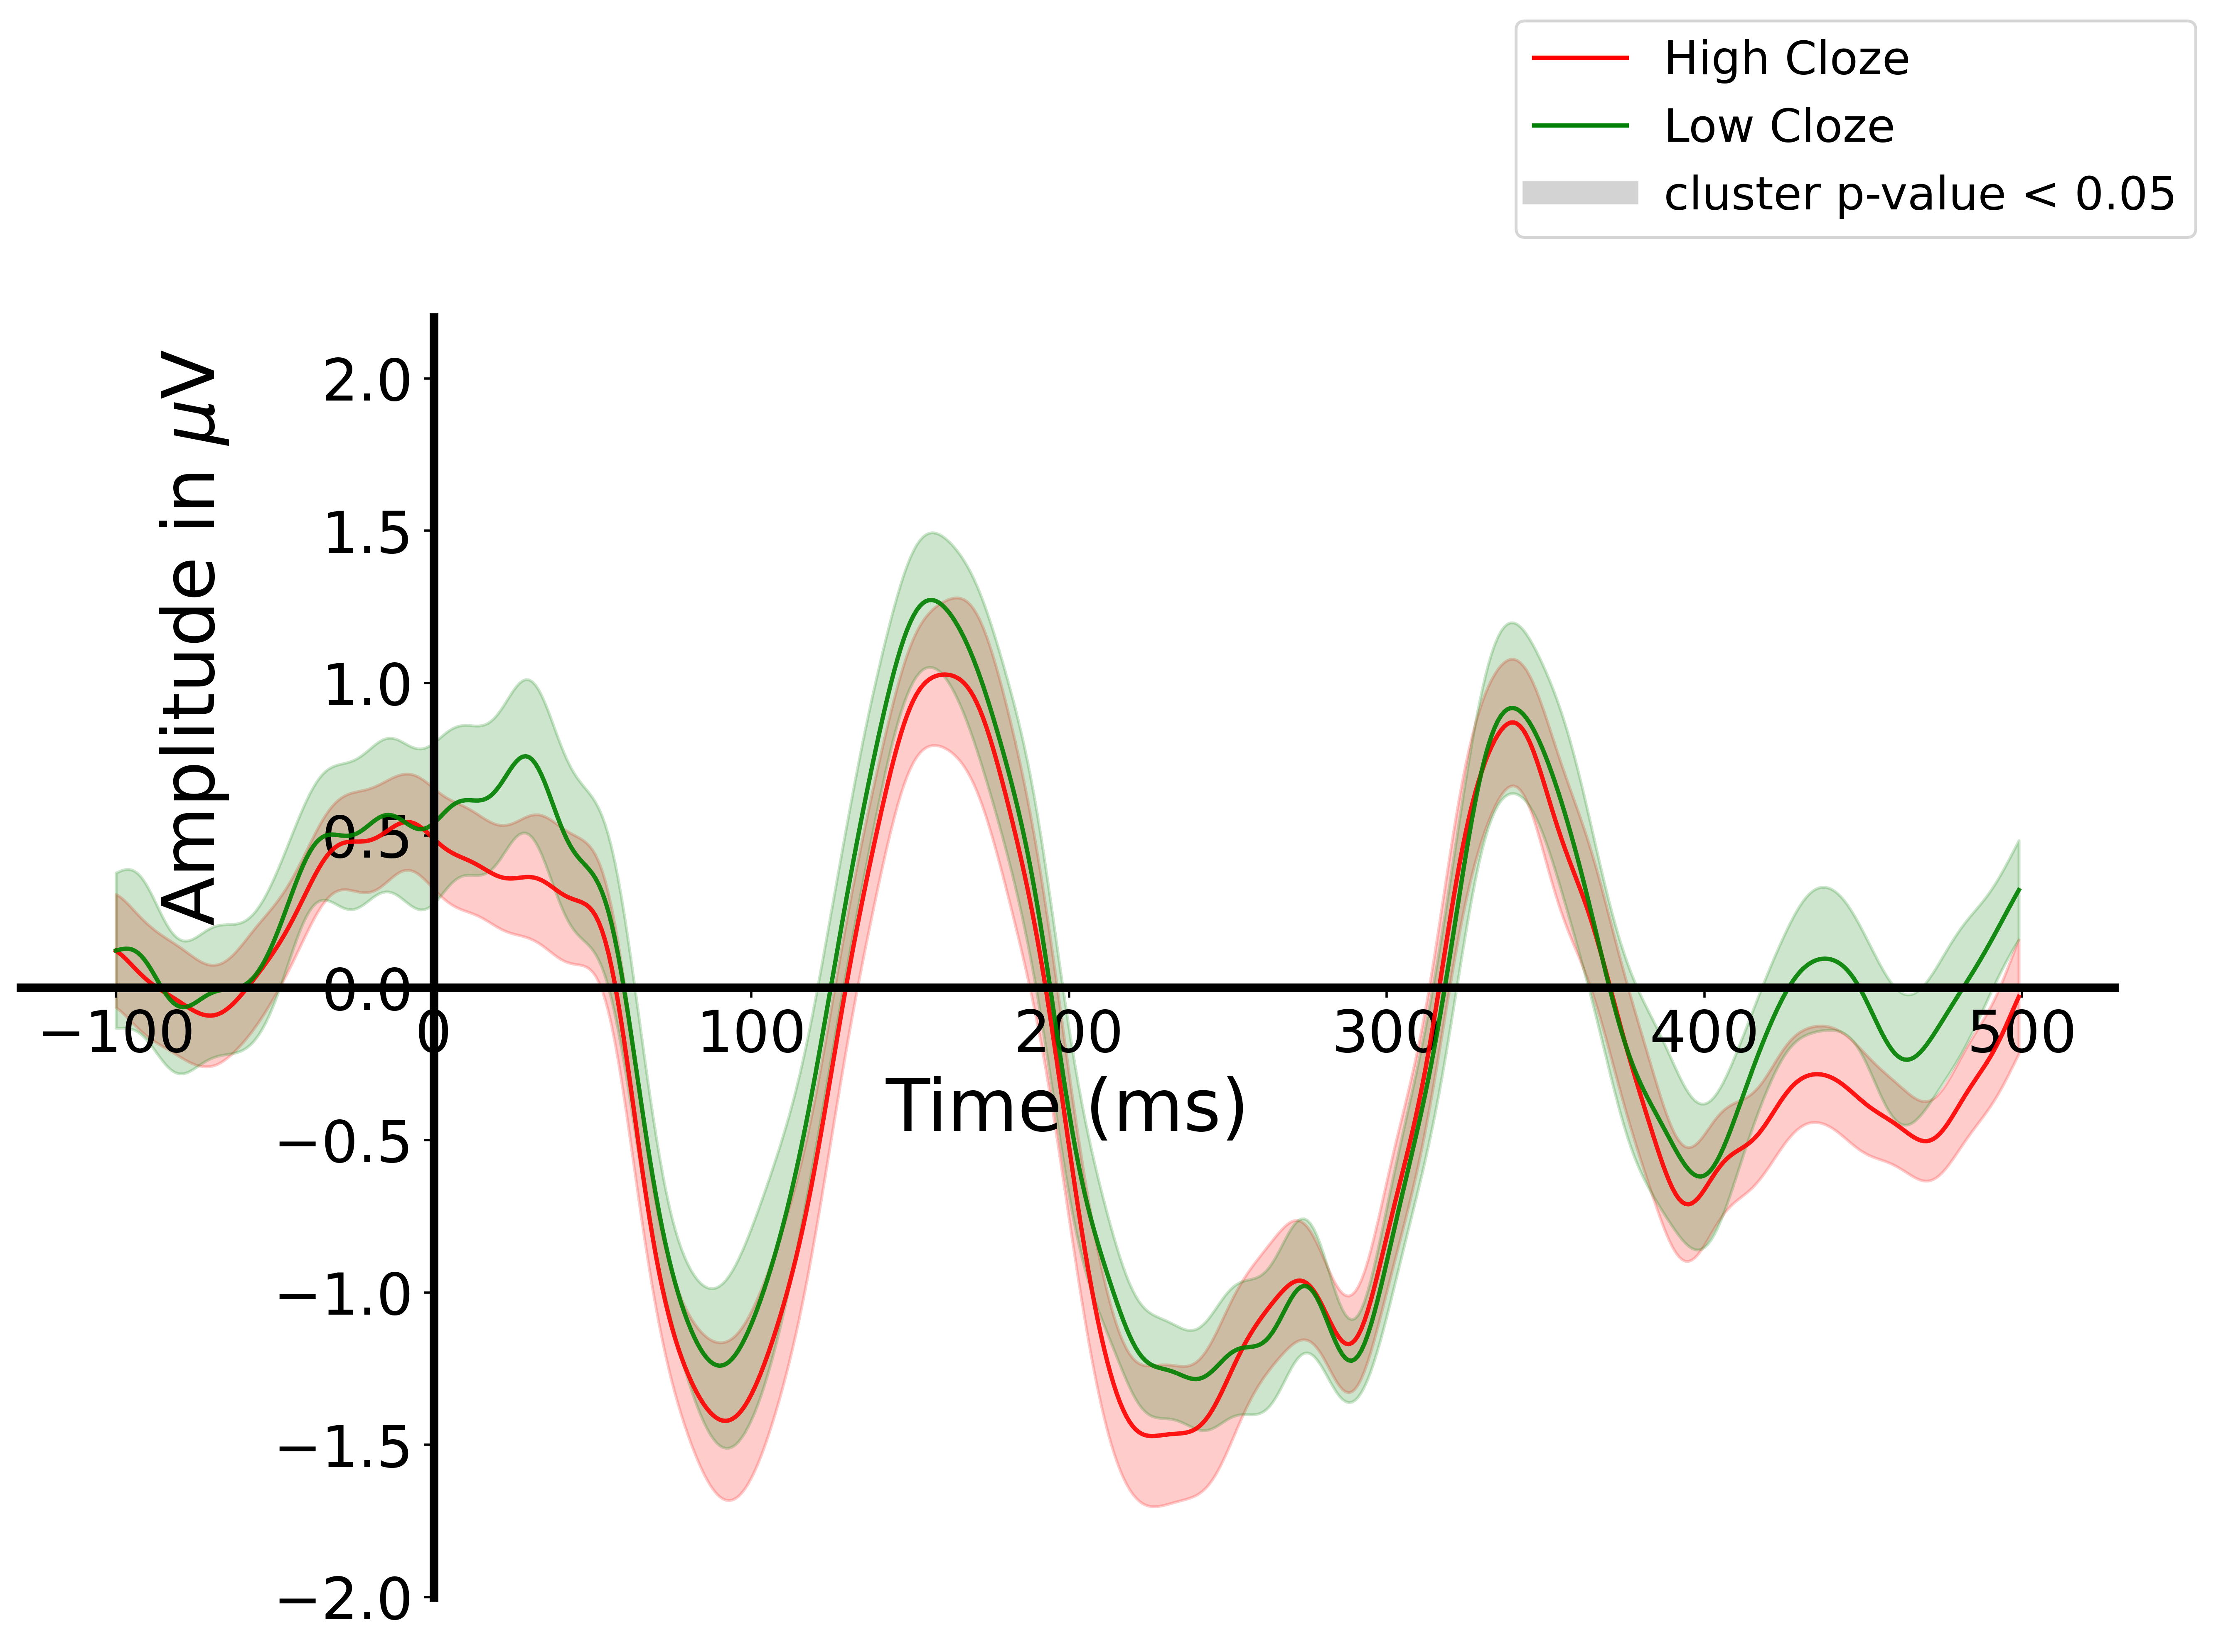 High Cloze
Low Cloze
cluster p-value < 0.05
Amplitude in μV
2.0
1.5
1.0
0.5
0.0
−0.5
−1.0
−1.5
−2.0
−100 0 100 200 300 400 500
Time (ms)